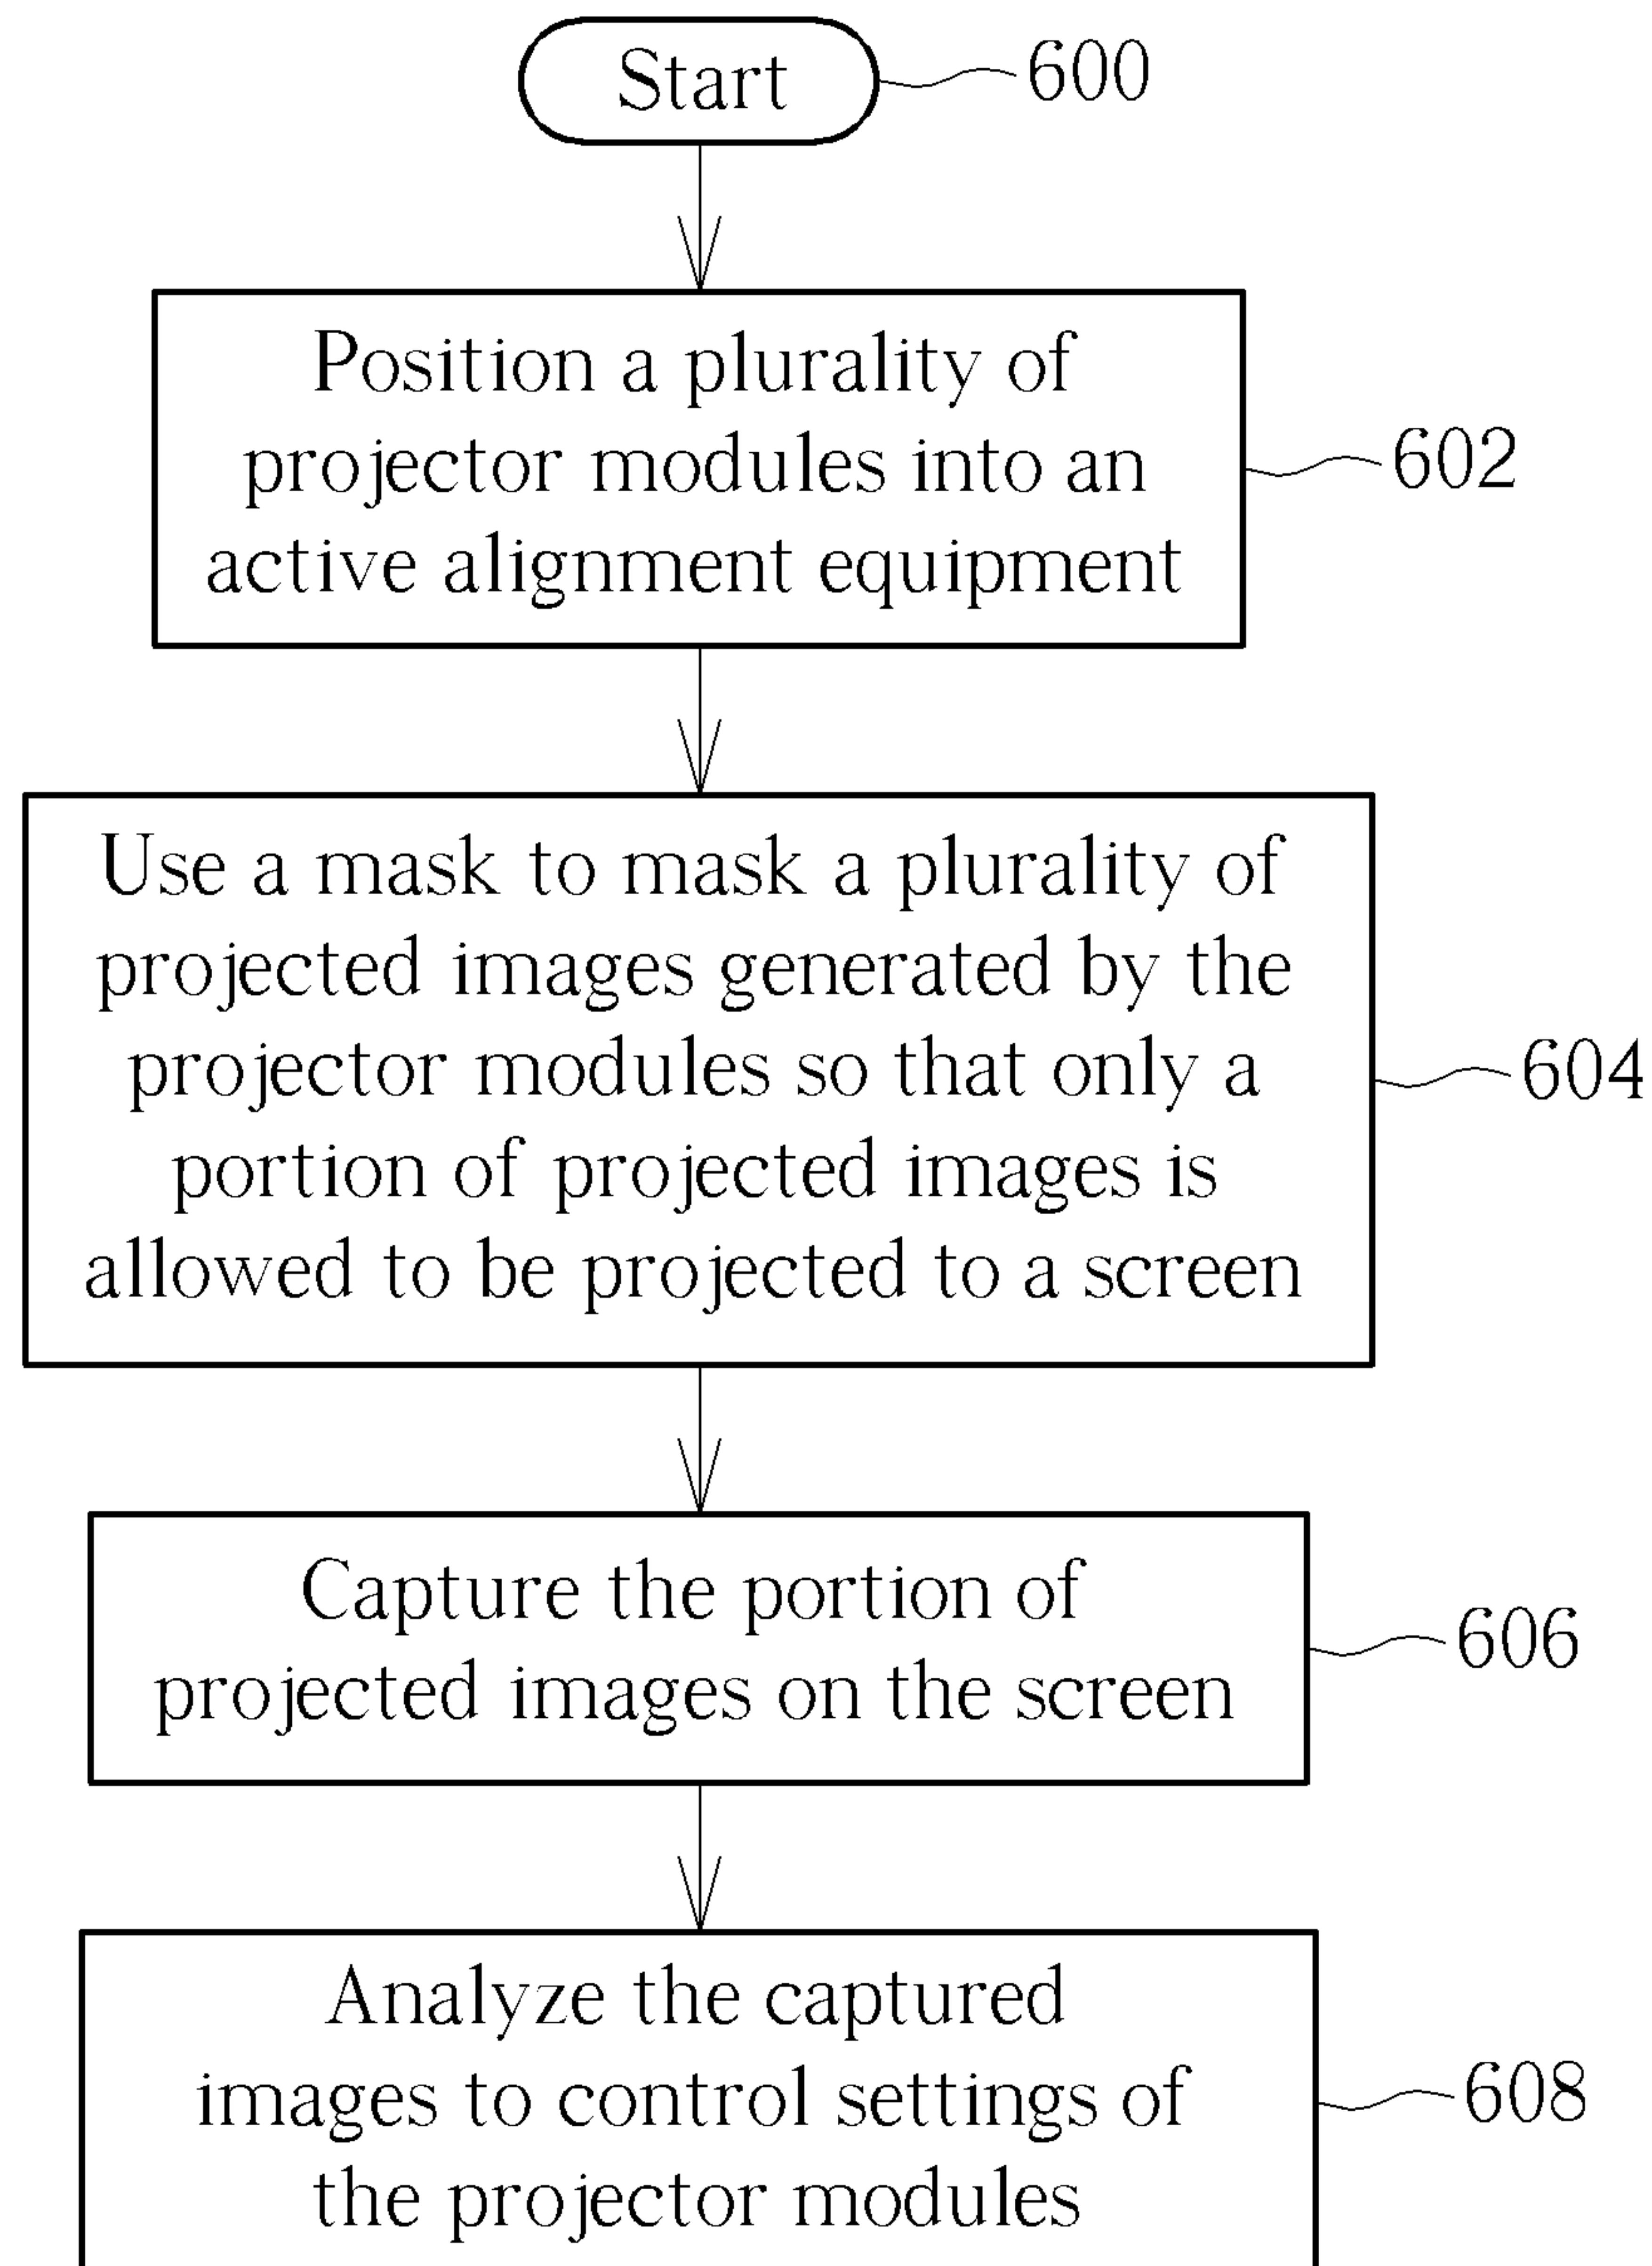 Start
600
Position a plurality of
projector modules into an
active alignment equipment
602
Use a mask to mask a plurality of
projected images generated by the
projector modules so that only a
portion of projected images is
allowed to be projected to a screen
604
Capture the portion of
projected images on the screen
606
Analyze the captured
images to control settings of
the projector modules
608